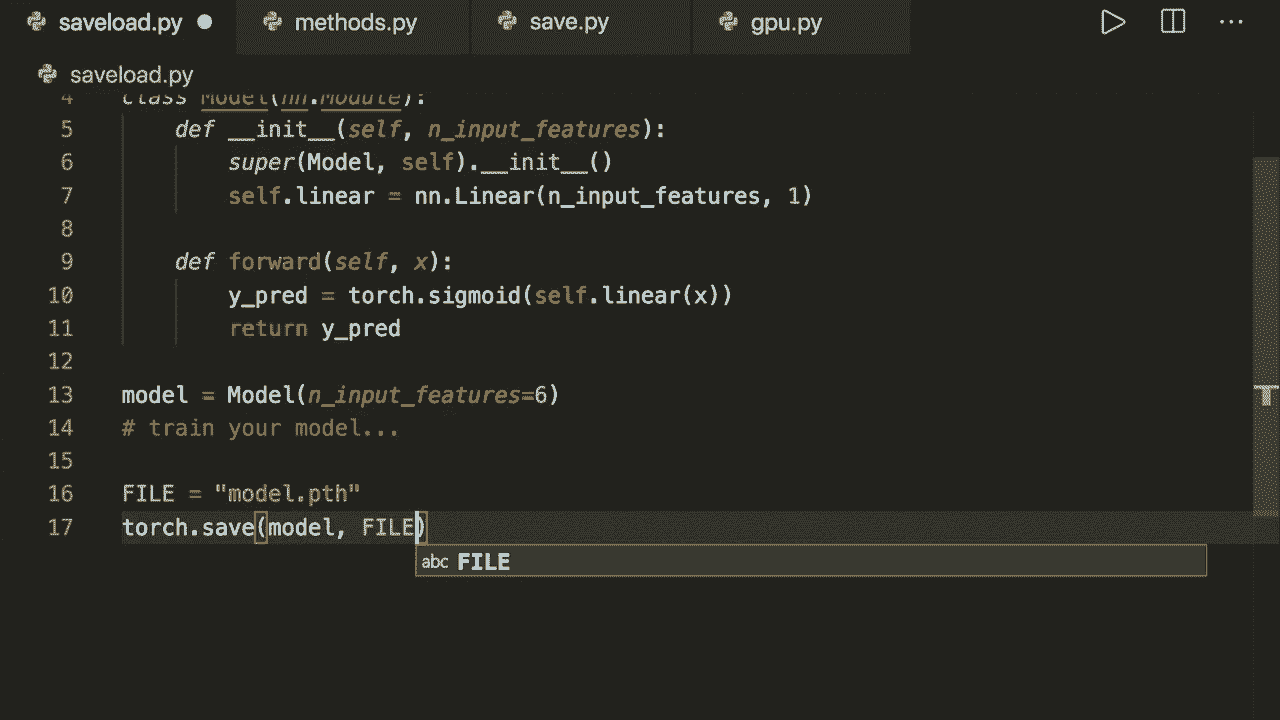 saveload.py methods.py save.py gpu.py
saveload.py
4 class Model(nn.Module):
5 def __init__(self, n_input_features):
6 super(Model, self).__init__()
7 self.linear = nn.Linear(n_input_features, 1)
8
9 def forward(self, x):
10 y_pred = torch.sigmoid(self.linear(x))
11 return y_pred
12
13 model = Model(n_input_features=6)
14 # train your model...
15
16 FILE = "model.pth"
17 torch.save(model, FILE)
abc FILE